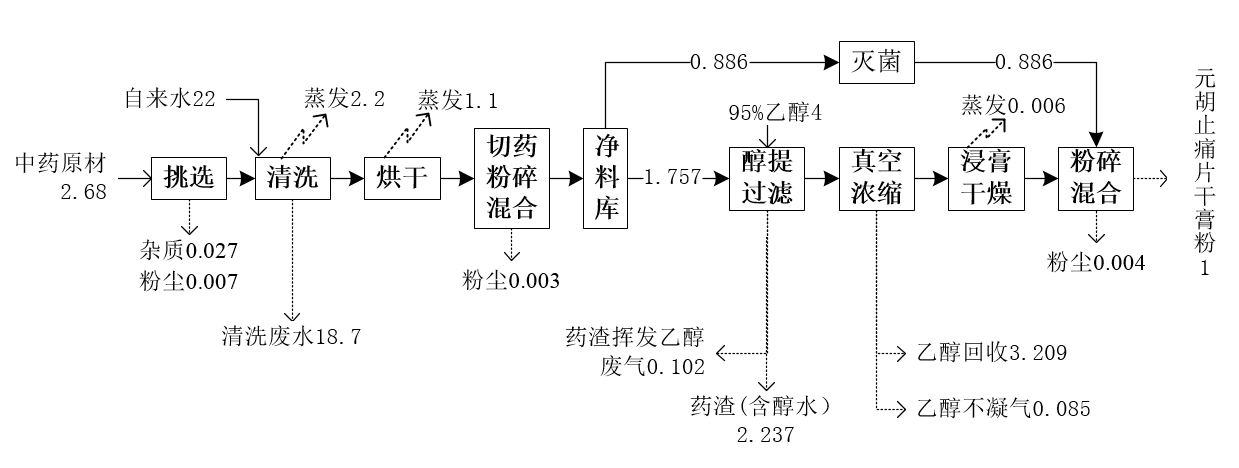 0.886
灭菌
0.886
自来水22
蒸发2.2
蒸发1.1
95%乙醇4
蒸发0.006
中药原材
2.68
挑选
清洗
烘干
切药
粉碎
混合
净
料
库
1.757
醇提
过滤
真空
浓缩
浸膏
干燥
粉碎
混合
元胡止痛片干膏粉1
杂质0.027
粉尘0.007
粉尘0.003
粉尘0.004
清洗废水18.7
药渣挥发乙醇
废气0.102
乙醇回收3.209
药渣(含醇水)
2.237
乙醇不凝气0.085